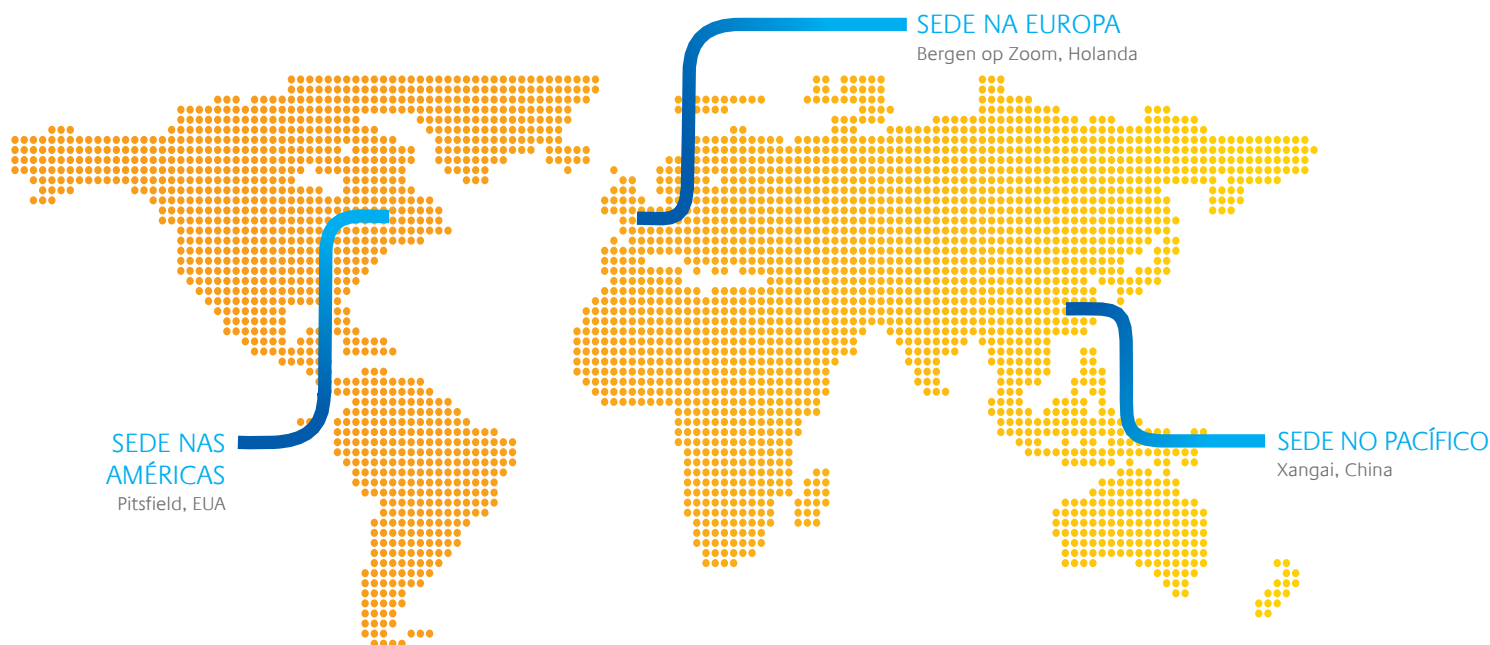 SEDE NA EUROPA
Bergen op Zoom, Holanda
SEDE NAS
AMÉRICAS
Pitsfield, EUA
SEDE NO PACÍFICO
Xangai, China